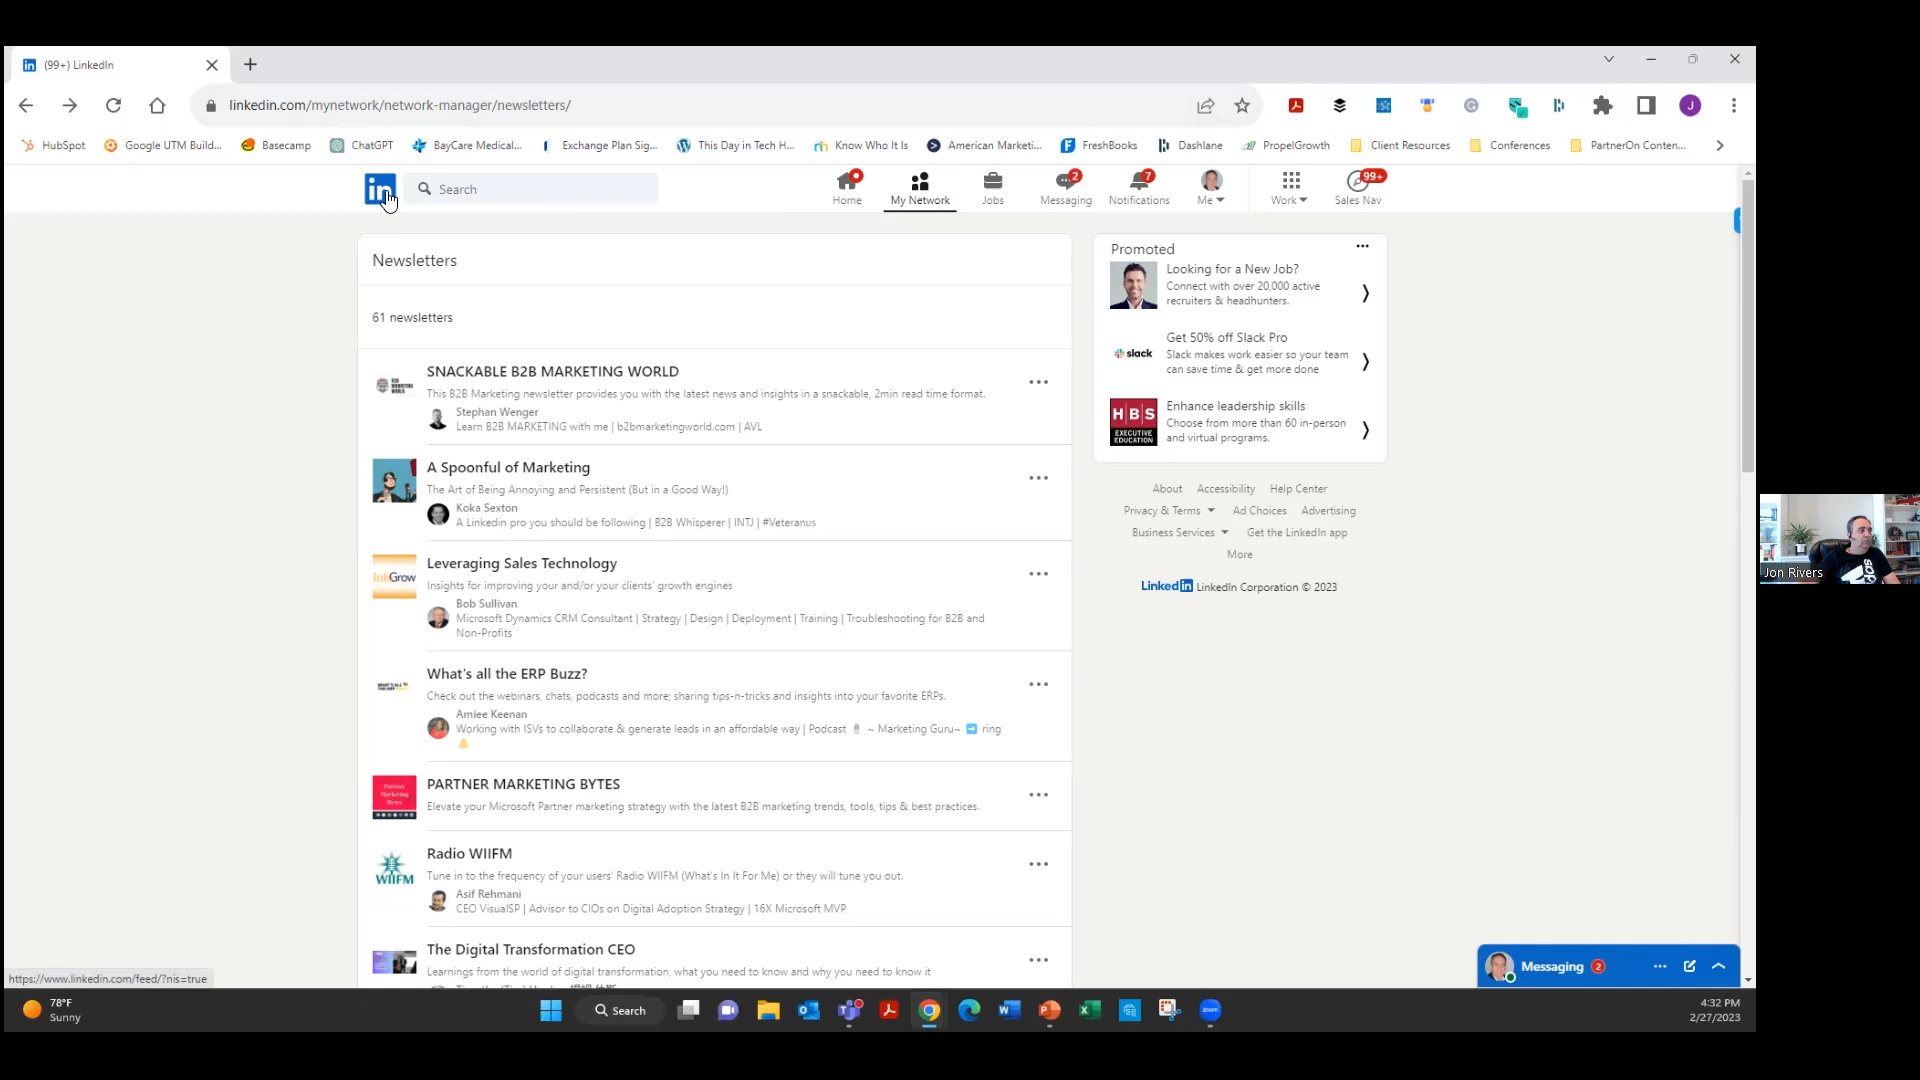 (99+) LinkedIn
linkedin.com/mynetwork/network-manager/newsletters/
HubSpot
Google UTM Build...
Basecamp
ChatGPT
BayCare Medical...
Exchange Plan Sig...
This Day in Tech H...
Know Who It Is
American Marketi...
FreshBooks
Dashlane
PropelGrowth
Client Resources
Conferences
PartnerOn Conten...
in
Search
Home
My Network
Jobs
2
Messaging
7
Notifications
Me
Work
99+
Sales Nav
Newsletters
61 newsletters
SNACKABLE B2B MARKETING WORLD
This B2B Marketing newsletter provides you with the latest news and insights in a snackable, 2min read time format.
Stephan Wenger
Learn B2B MARKETING with me | b2bmarketingworld.com | AVL
A Spoonful of Marketing
The Art of Being Annoying and Persistent (But in a Good Way!)
Koka Sexton
A Linkedin pro you should be following | B2B Whisperer | INTJ | #Veteranus
InfoGrow
Leveraging Sales Technology
Insights for improving your and/or your clients' growth engines
Bob Sullivan
Microsoft Dynamics CRM Consultant | Strategy | Design | Deployment | Training | Troubleshooting for B2B and
Non-Profits
What's all the ERP Buzz?
Check out the webinars, chats, podcasts and more; sharing tips-n-tricks and insights into your favorite ERPs.
Amiee Keenan
Working with ISVs to collaborate & generate leads in an affordable way | Podcast 🎙 ~ Marketing Guru~ ➡ ring
🔔
Partner
Marketing
Bytes
PARTNER MARKETING BYTES
Elevate your Microsoft Partner marketing strategy with the latest B2B marketing trends, tools, tips & best practices.
WIIFM
Radio WIIFM
Tune in to the frequency of your users' Radio WIIFM (What's In It For Me) or they will tune you out.
Asif Rehmani
CEO VisualSP | Advisor to CIOs on Digital Adoption Strategy | 16X Microsoft MVP
The Digital Transformation CEO
Learnings from the world of digital transformation, what you need to know and why you need to know it
Promoted
Looking for a New Job?
Connect with over 20,000 active
recruiters & headhunters.
slack
Get 50% off Slack Pro
Slack makes work easier so your team
can save time & get more done
HBS
EXECUTIVE
EDUCATION
Enhance leadership skills
Choose from more than 60 in-person
and virtual programs.
About Accessibility Help Center
Privacy & Terms Ad Choices Advertising
Business Services Get the LinkedIn app
More
LinkedIn LinkedIn Corporation © 2023
Jon Rivers
adidas
Messaging 2
https://www.linkedin.com/feed/?nis=true
78°F
Sunny
Search
zoom
4:32 PM
2/27/2023